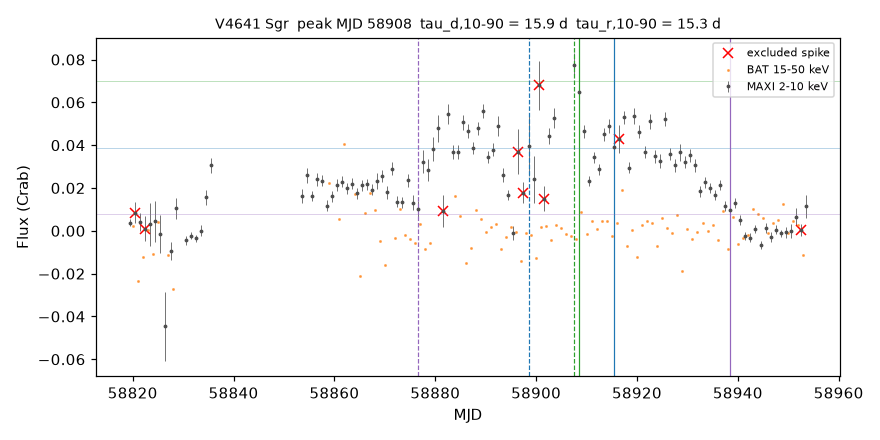 V4641 Sgr  peak MJD 58908  tau_d,10-90 = 15.9 d  tau_r,10-90 = 15.3 d
excluded spike
BAT 15-50 keV
MAXI 2-10 keV
Flux (Crab)
0.08
0.06
0.04
0.02
0.00
−0.02
−0.04
−0.06
58820 58840 58860 58880 58900 58920 58940 58960
MJD